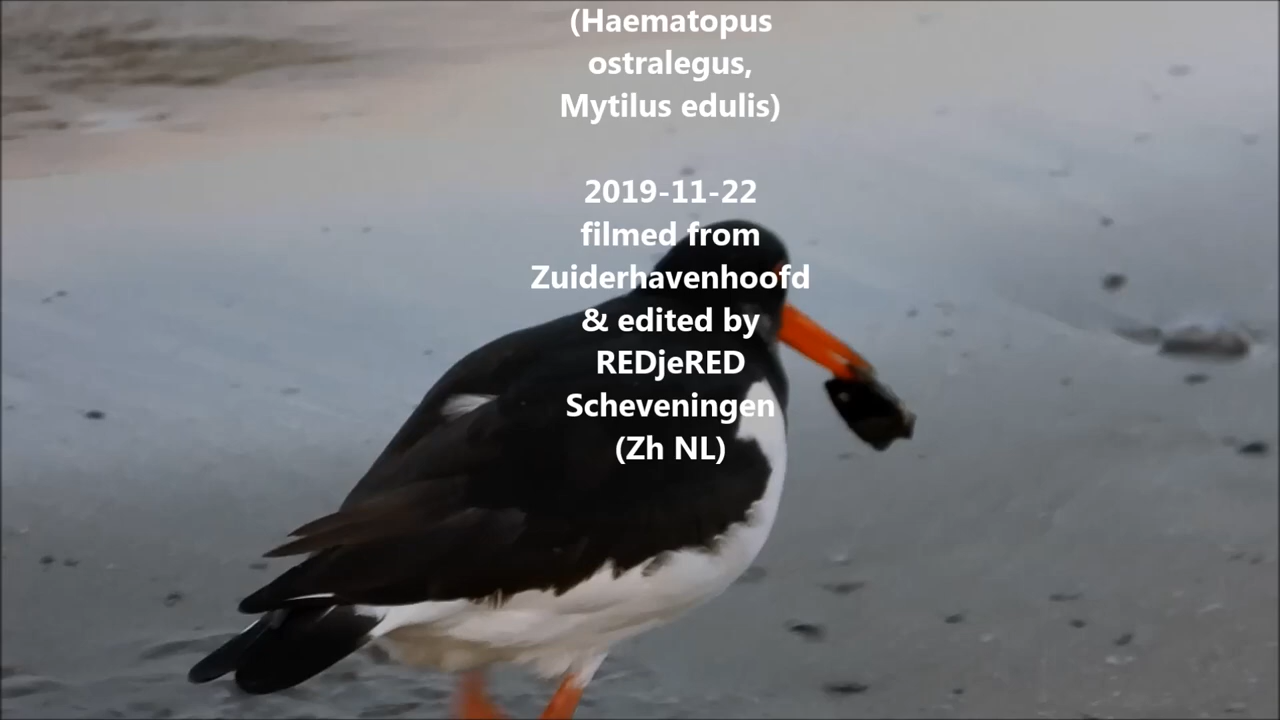 (Haematopus
ostralegus,
Mytilus edulis)
2019-11-22
filmed from
Zuiderhavenhoofd
& edited by
REDjeRED
Scheveningen
(Zh NL)